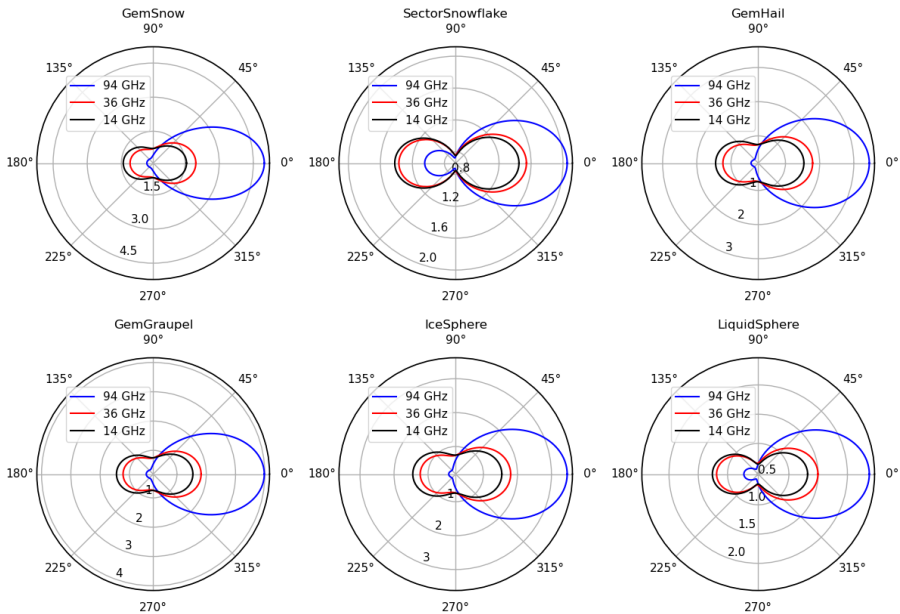 GemSnow
90°
135°
45°
94 GHz
36 GHz
14 GHz
180°
0°
1.5
3.0
4.5
225°
315°
270°
SectorSnowflake
90°
135°
45°
94 GHz
36 GHz
14 GHz
180°
0°
0.8
1.2
1.6
2.0
225°
315°
270°
GemHail
90°
135°
45°
94 GHz
36 GHz
14 GHz
180°
0°
1
2
3
225°
315°
270°
GemGraupel
90°
135°
45°
94 GHz
36 GHz
14 GHz
180°
0°
1
2
3
4
225°
315°
270°
IceSphere
90°
135°
45°
94 GHz
36 GHz
14 GHz
180°
0°
1
2
3
225°
315°
270°
LiquidSphere
90°
135°
45°
94 GHz
36 GHz
14 GHz
180°
0°
0.5
1.0
1.5
2.0
225°
315°
270°